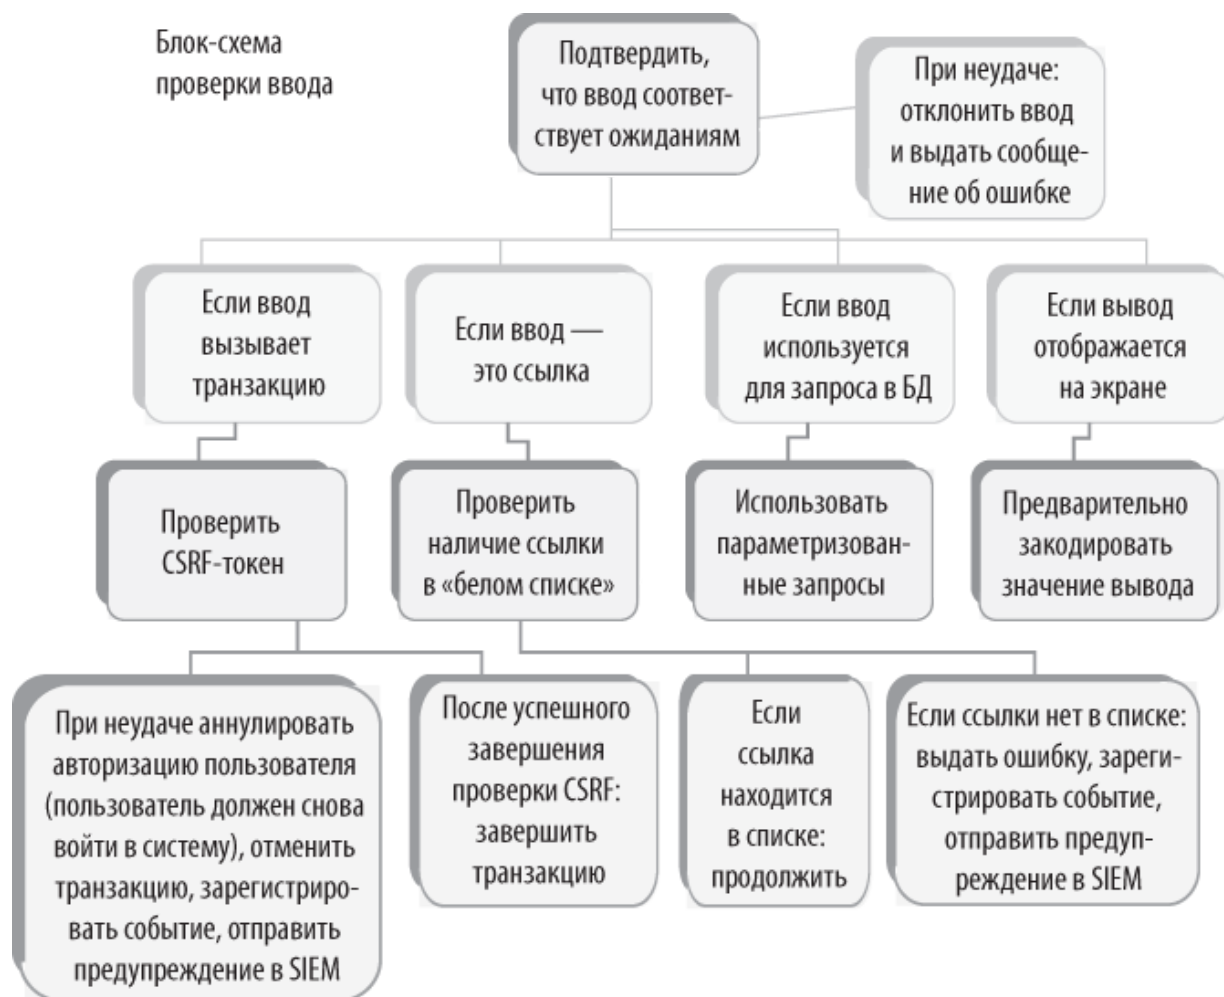 Блок-схема
проверки ввода
Подтвердить,
что ввод соответ-
ствует ожиданиям
При неудаче:
отклонить ввод
и выдать сообще-
ние об ошибке
Если ввод
вызывает
транзакцию
Если ввод —
это ссылка
Если ввод
используется
для запроса в БД
Если вывод
отображается
на экране
Проверить
CSRF-токен
Проверить
наличие ссылки
в «белом списке»
Использовать
параметризован-
ные запросы
Предварительно
закодировать
значение вывода
При неудаче аннулировать
авторизацию пользователя
(пользователь должен снова
войти в систему), отменить
транзакцию, зарегистриро-
вать событие, отправить
предупреждение в SIEM
После успешного
завершения
проверки CSRF:
завершить
транзакцию
Если
ссылка
находится
в списке:
продолжить
Если ссылки нет в списке:
выдать ошибку, зареги-
стрировать событие,
отправить предуп-
реждение в SIEM